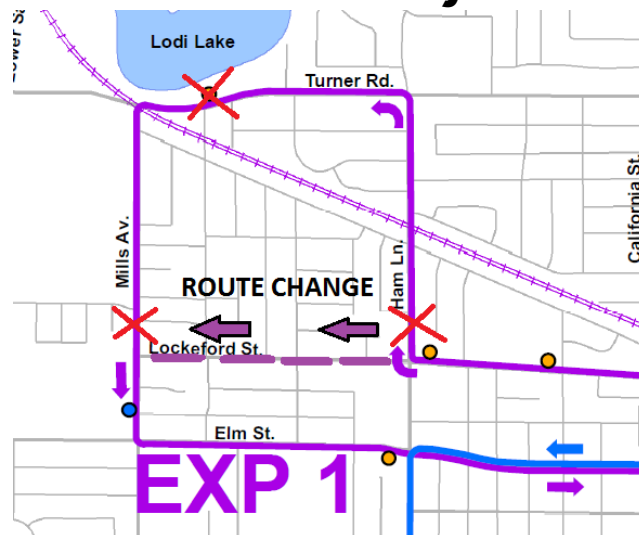 Lodi Lake
Turner Rd.
California St.
Mills Av.
Ham Ln.
ROUTE CHANGE
Lockeford St.
Elm St.
EXP 1